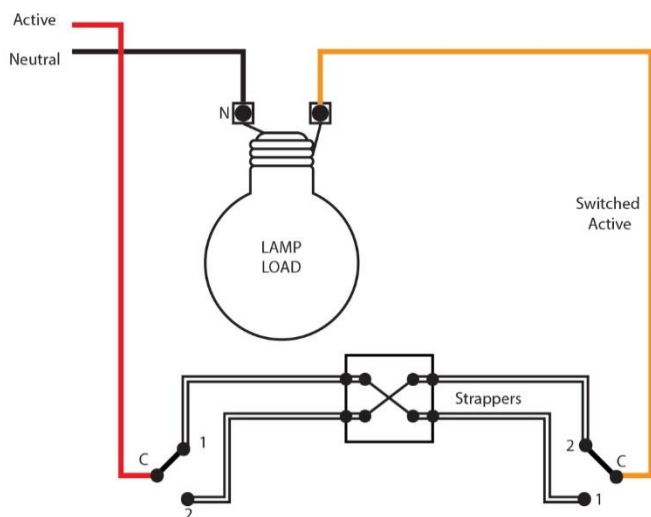 Active
Neutral
N
LAMP
LOAD
Switched
Active
Strappers
1
C
2
2
C
1